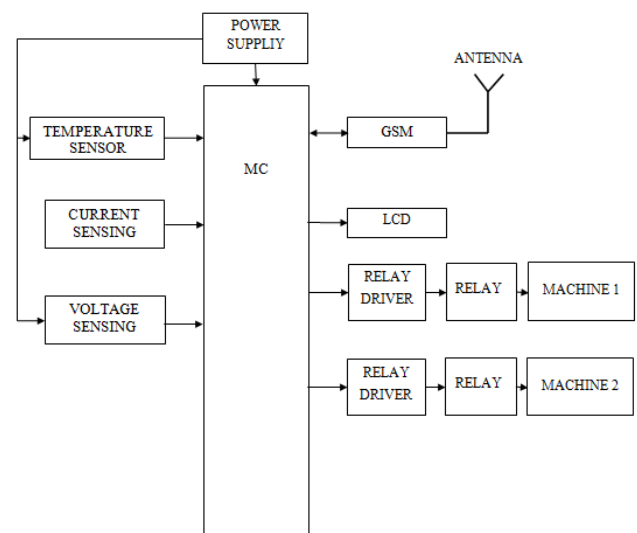 POWER
SUPPLIY
ANTENNA
TEMPERATURE
SENSOR
GSM
MC
CURRENT
SENSING
LCD
RELAY
DRIVER
RELAY
MACHINE 1
VOLTAGE
SENSING
RELAY
DRIVER
RELAY
MACHINE 2